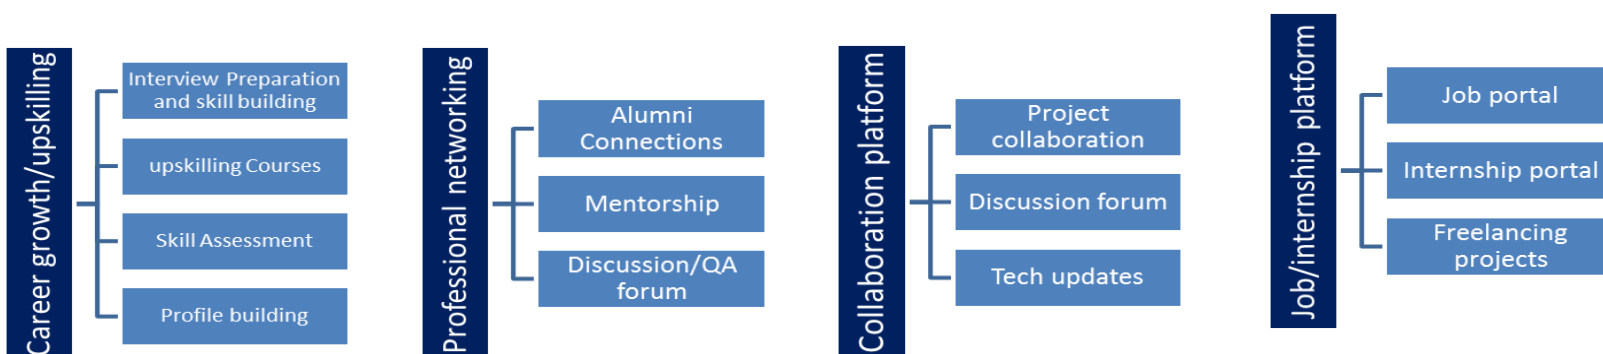 Career growth/upskilling
Interview Preparation
and skill building
upskilling Courses
Skill Assessment
Profile building
Professional networking
Alumni
Connections
Mentorship
Discussion/QA
forum
Collaboration platform
Project
collaboration
Discussion forum
Tech updates
Job/internship platform
Job portal
Internship portal
Freelancing
projects